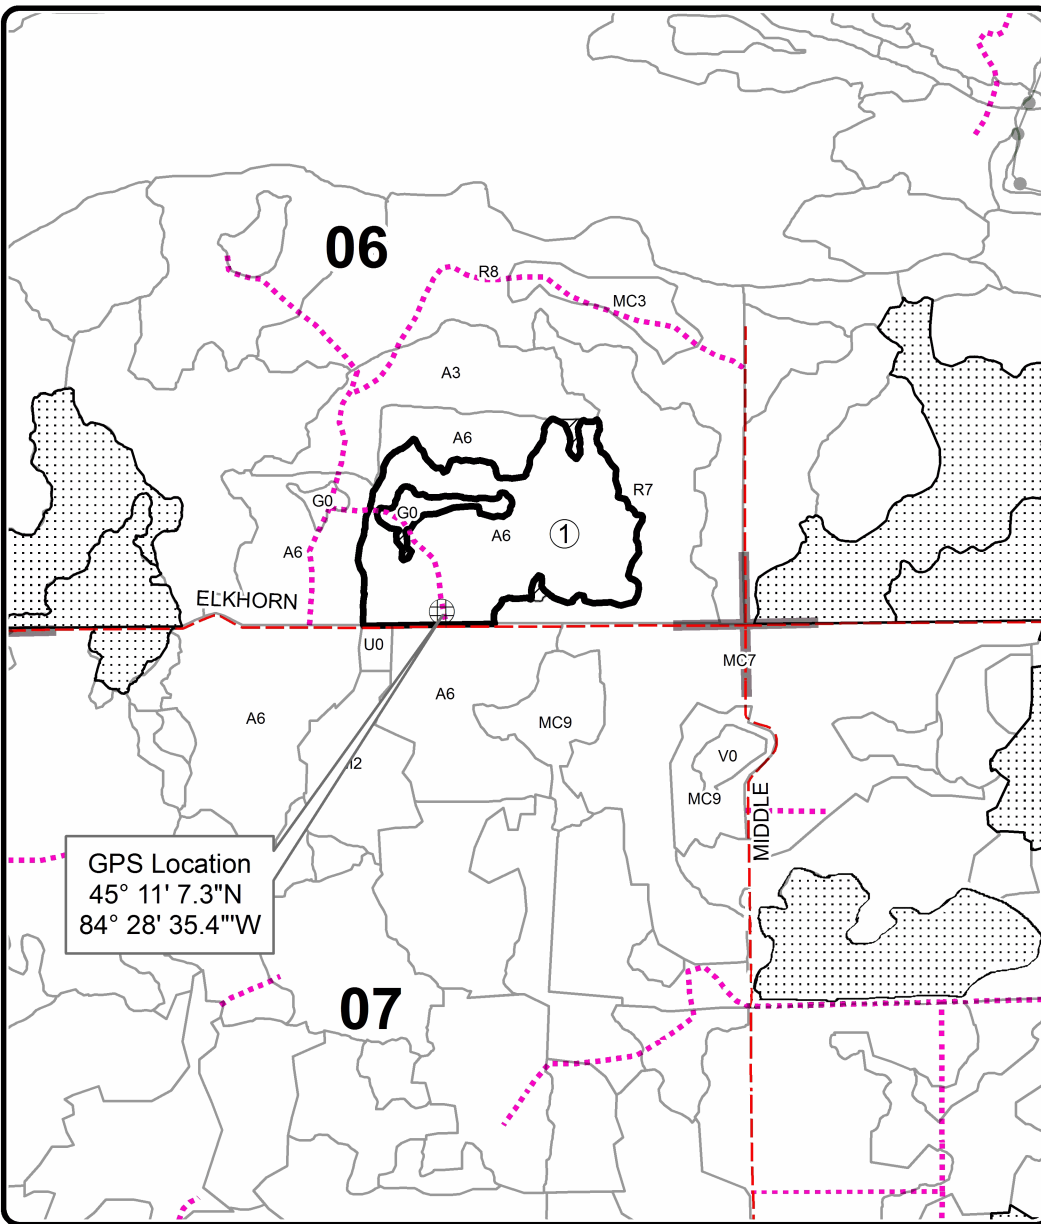 06
R8
MC3
A3
A6
R7
G0
G0
A6
1
A6
ELKHORN
U0
MC7
A6
A6
MC9
V0
MC9
MIDDLE
GPS Location
45° 11' 7.3"N
84° 28' 35.4"'W
07